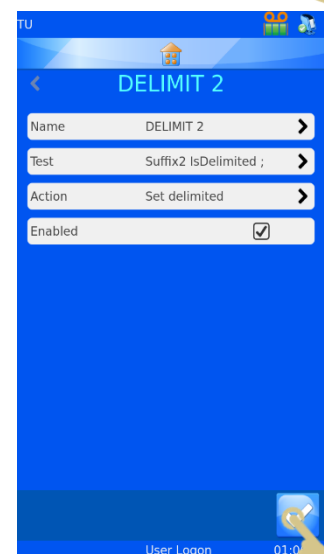 TU
DELIMIT 2
Name DELIMIT 2
Test Suffix2 IsDelimited ;
Action Set delimited
Enabled
User Logon